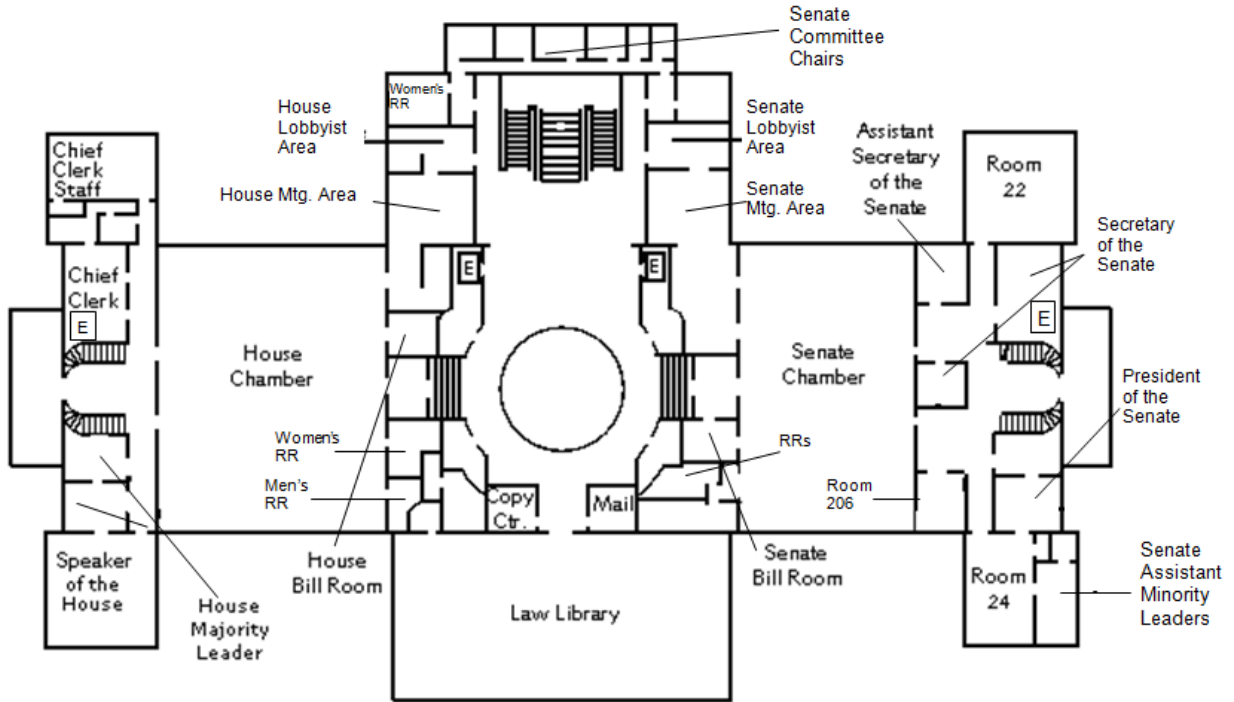 Senate
Committee
Chairs
Women's
RR
House
Lobbyist
Area
Senate
Lobbyist
Area
Assistant
Secretary
of the
Senate
Chief
Clerk
Staff
Room
22
House Mtg. Area
Senate
Mtg. Area
Secretary
of the
Senate
E
E
Chief
Clerk
E
E
House
Chamber
Senate
Chamber
President
of the
Senate
Women's
RR
RRs
Men's
RR
Copy
Ctr.
Mail
Room
206
Speaker
of the
House
House
Bill Room
Senate
Bill Room
Room
24
Senate
Assistant
Minority
Leaders
House
Majority
Leader
Law Library